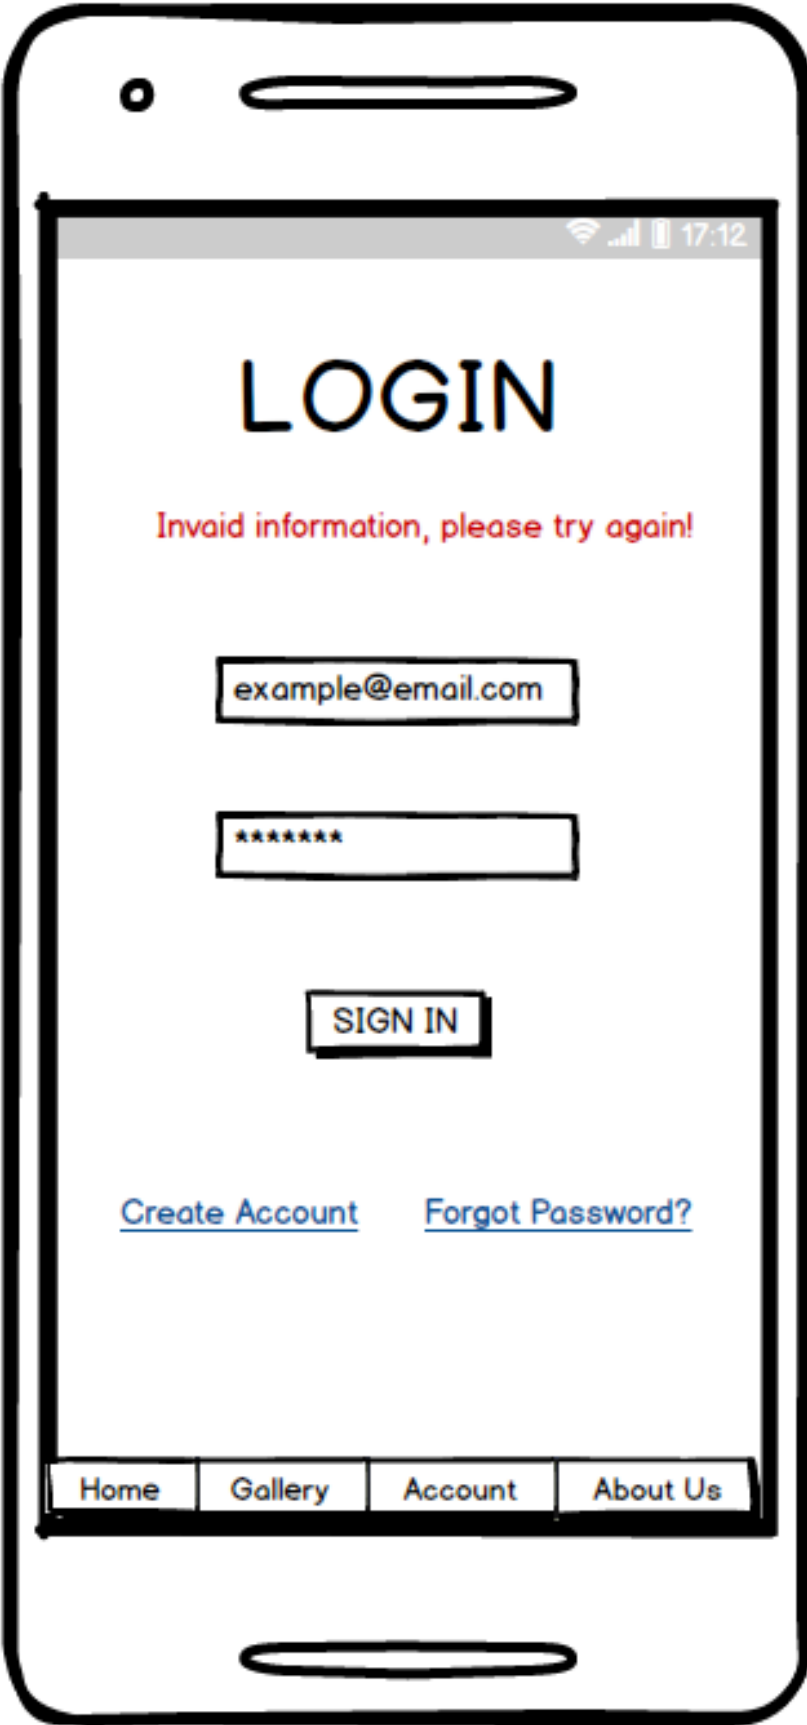 17:12
LOGIN
Invaid information, please try again!
example@email.com
*******
SIGN IN
Create Account Forgot Password?
Home Gallery Account About Us